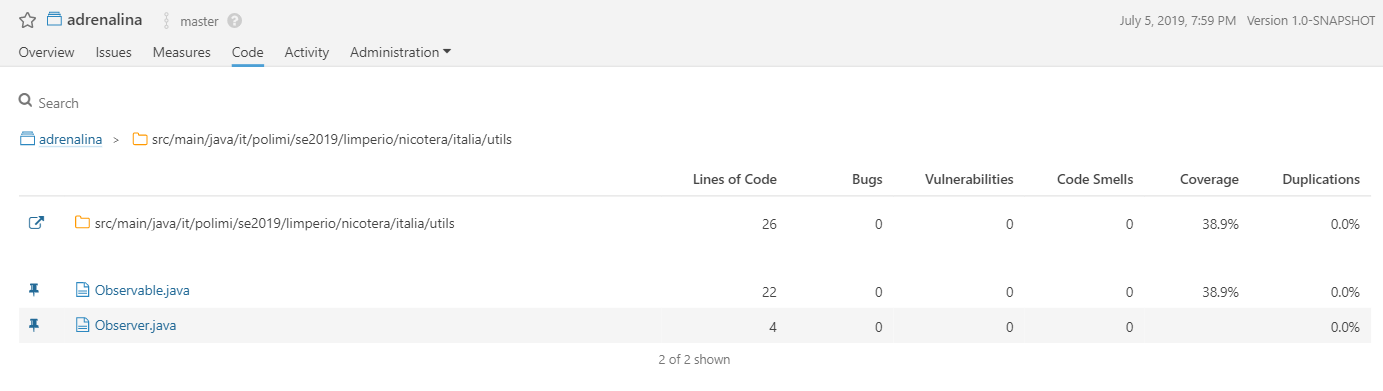 adrenalina master ? July 5, 2019, 7:59 PM Version 1.0-SNAPSHOT
Overview Issues Measures Code Activity Administration
Search
adrenalina > src/main/java/it/polimi/se2019/limperio/nicotera/italia/utils
Lines of Code Bugs Vulnerabilities Code Smells Coverage Duplications
src/main/java/it/polimi/se2019/limperio/nicotera/italia/utils 26 0 0 0 38.9% 0.0%
Observable.java 22 0 0 0 38.9% 0.0%
Observer.java 4 0 0 0 0.0%
2 of 2 shown